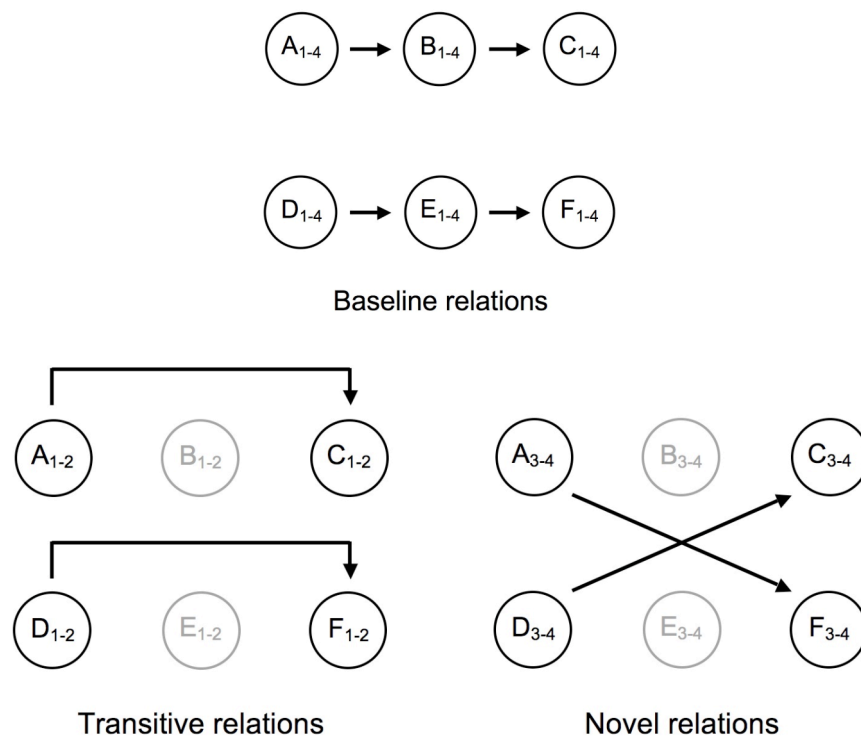 A1-4 B1-4 C1-4
D1-4 E1-4 F1-4
Baseline relations
A1-2 B1-2 C1-2 A3-4 B3-4 C3-4
D1-2 E1-2 F1-2 D3-4 E3-4 F3-4
Transitive relations Novel relations